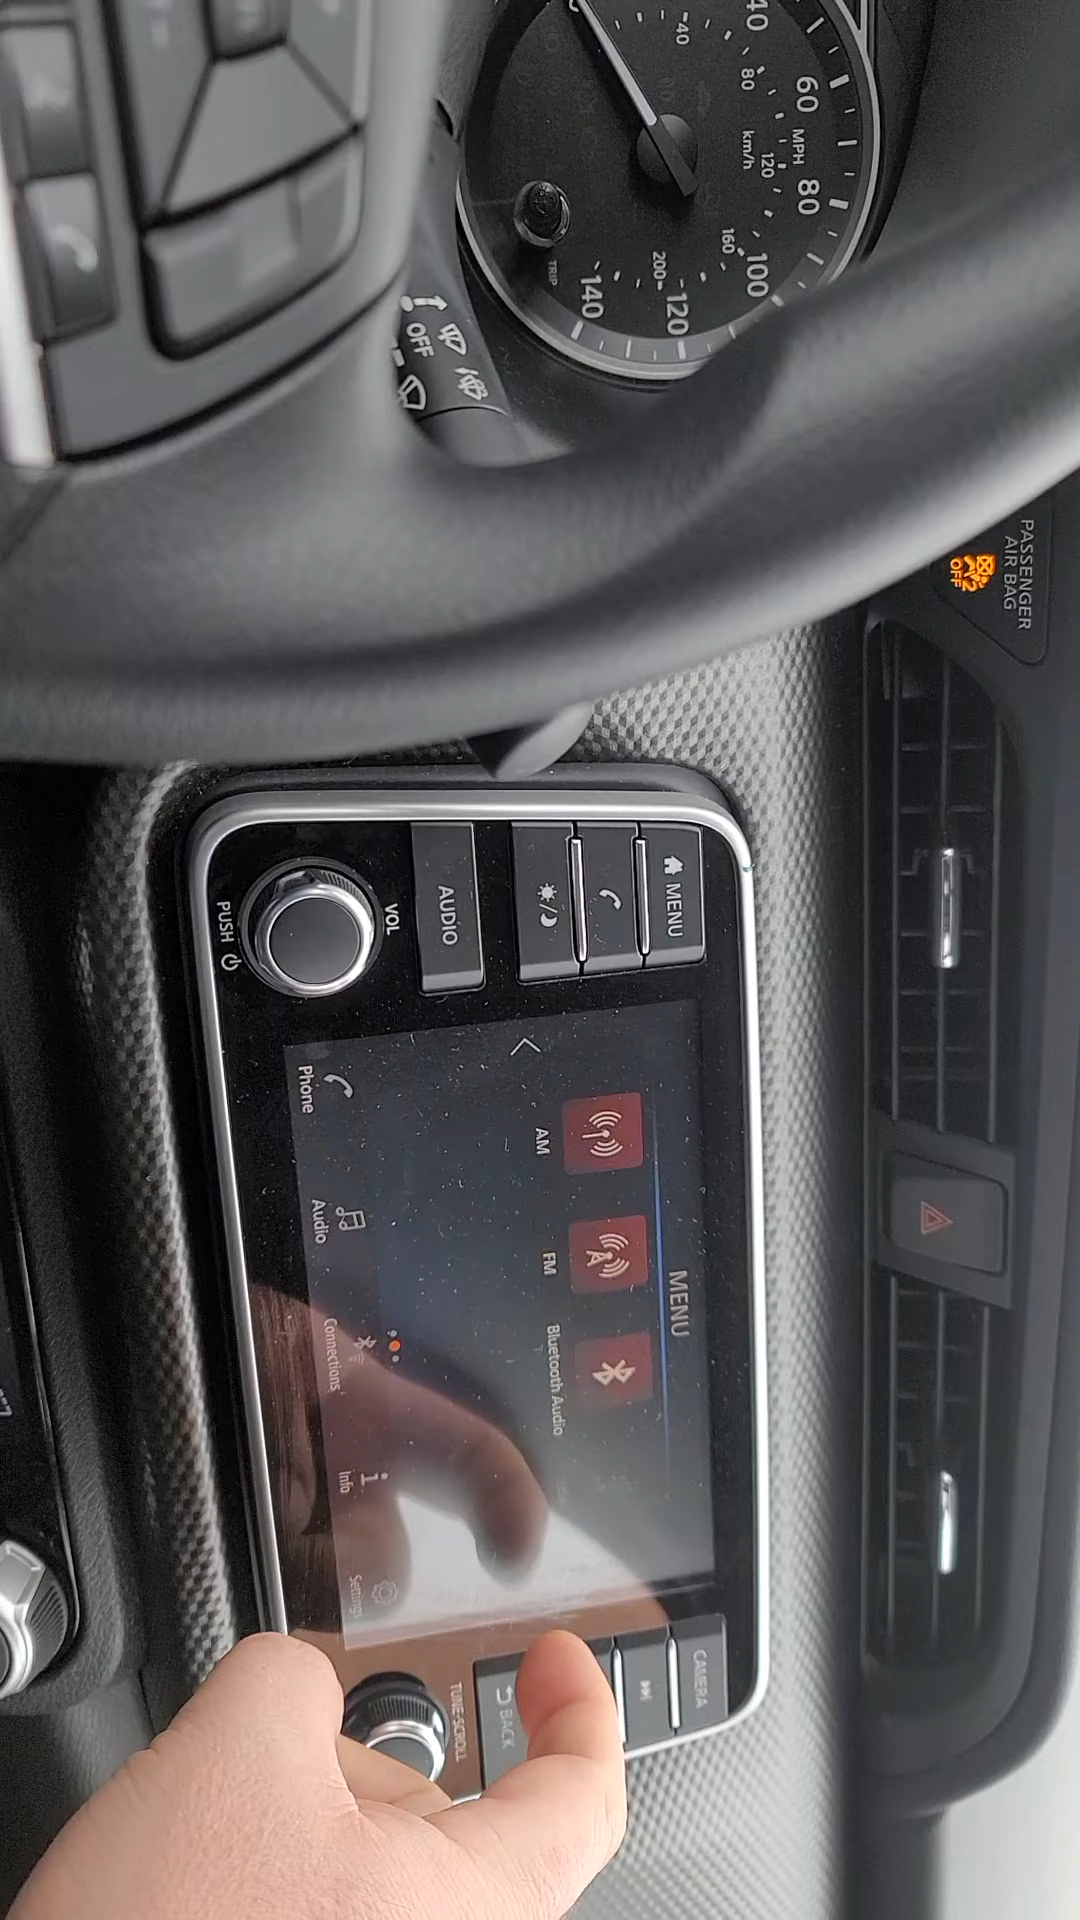 40
60
80
100
120
140
MPH
km/h
40
80
120
160
200
TRIP
OFF
PASSENGER
AIR BAG
OFF
MENU
AUDIO
VOL
PUSH
MENU
AM
FM
Bluetooth Audio
Phone
Audio
Connections
Info
Settings
CAMERA
BACK
TUNE·SCROLL